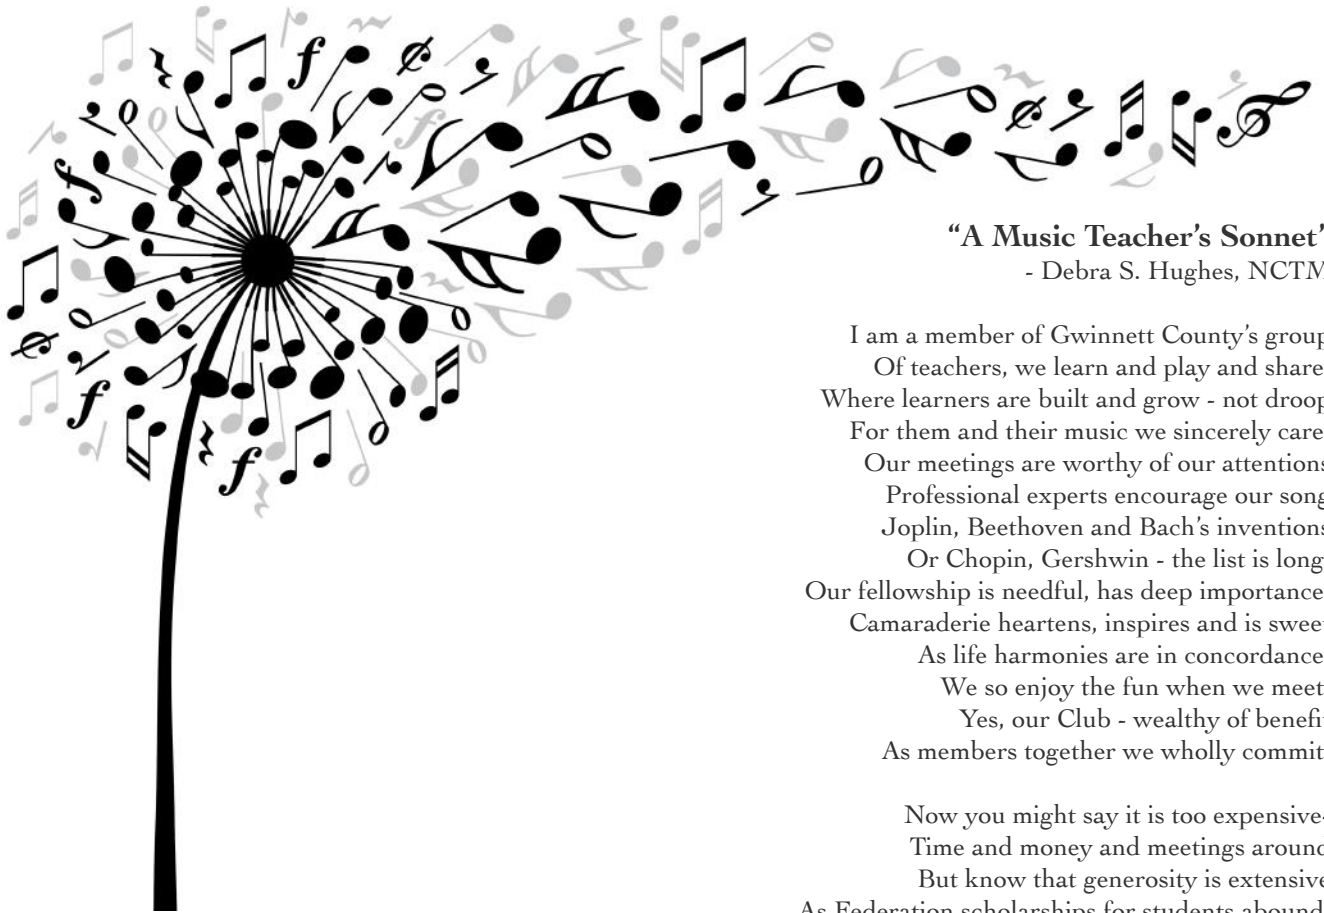 “A Music Teacher’s Sonnet”
- Debra S. Hughes, NCTM
I am a member of Gwinnett County’s group
Of teachers, we learn and play and share
Where learners are built and grow - not droop
For them and their music we sincerely care
Our meetings are worthy of our attentions
Professional experts encourage our song
Joplin, Beethoven and Bach’s inventions
Or Chopin, Gershwin - the list is long
Our fellowship is needful, has deep importance
Camaraderie heartens, inspires and is sweet
As life harmonies are in concordance
We so enjoy the fun when we meet
Yes, our Club - wealthy of benefit
As members together we wholly commit
Now you might say it is too expensive-
Time and money and meetings around
But know that generosity is extensive
As Federation scholarships for students abound